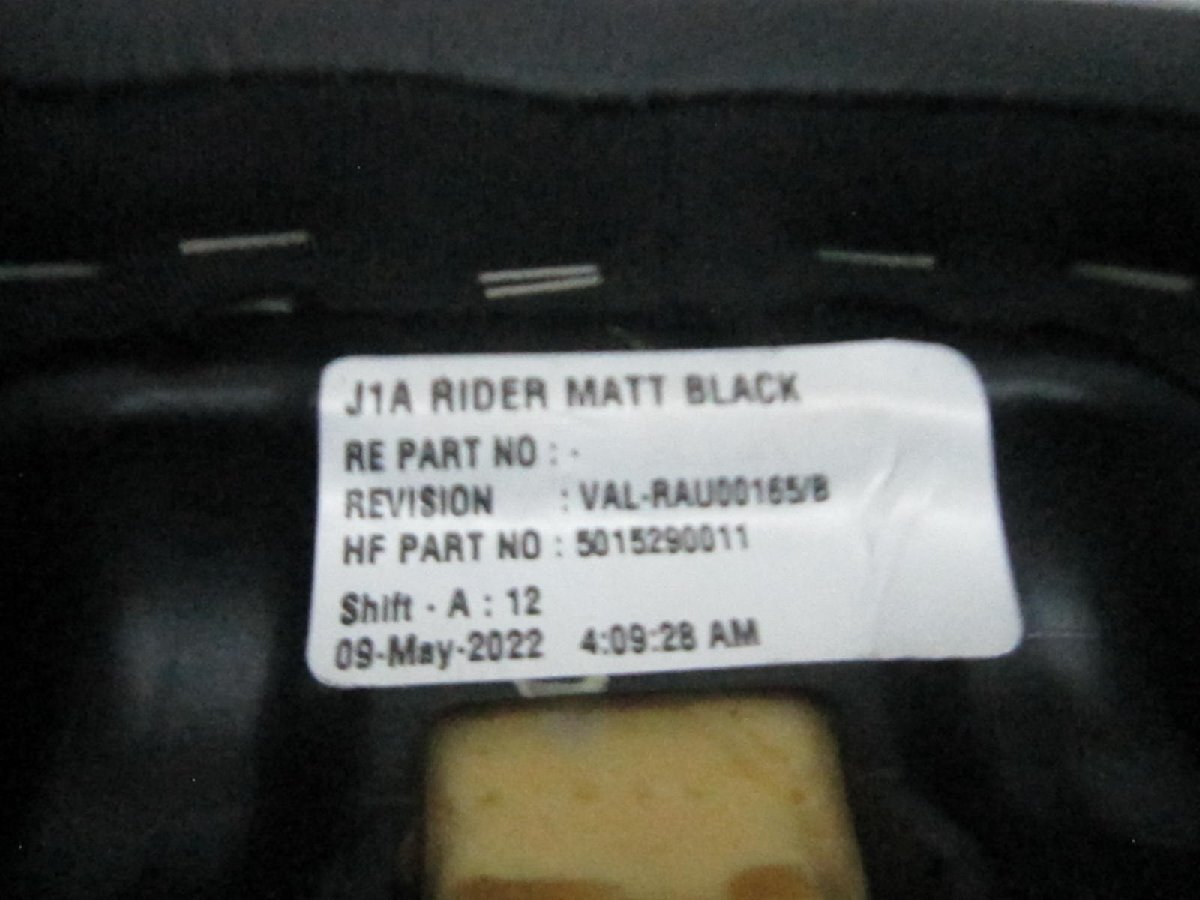 J1A RIDER MATT BLACK
RE PART NO : -
REVISION : VAL-RAU00165/B
HF PART NO : 5015290011
Shift - A : 12
09-May-2022 4:09:28 AM